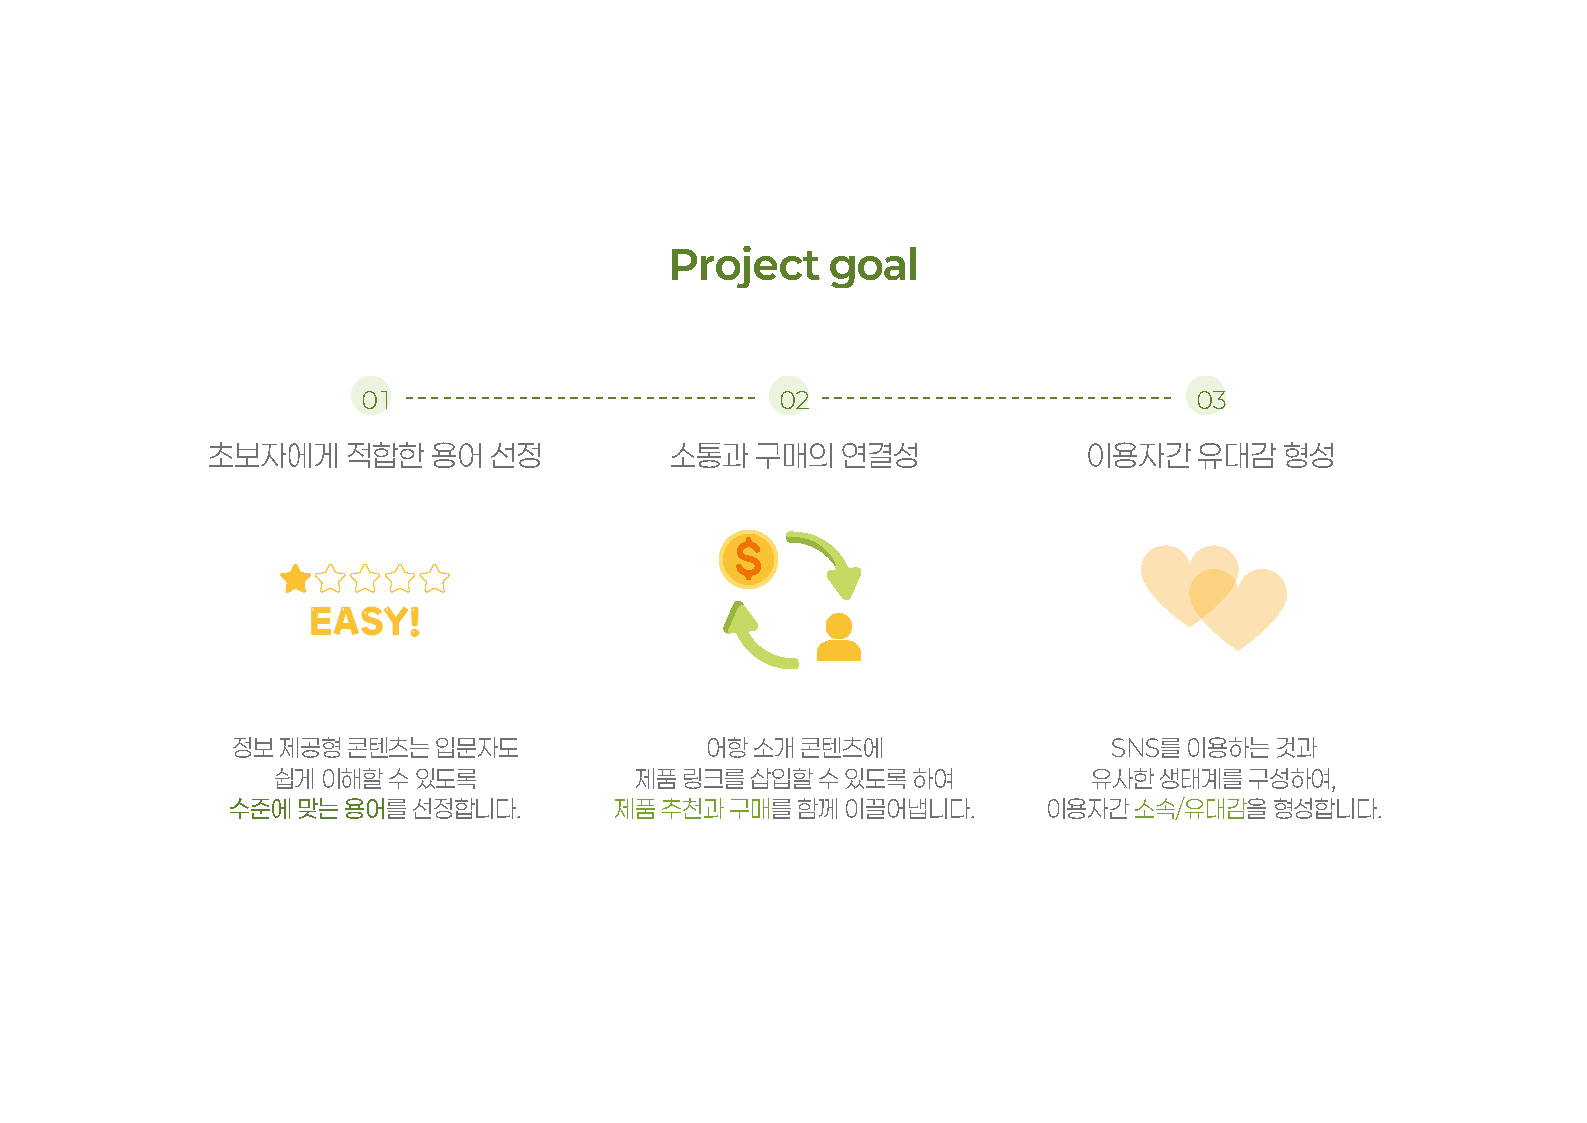 Project goal
01
02
03
초보자에게 적합한 용어 선정
소통과 구매의 연결성
이용자간 유대감 형성
$
EASY!
정보 제공형 콘텐츠는 입문자도
쉽게 이해할 수 있도록
수준에 맞는 용어를 선정합니다.
어항 소개 콘텐츠에
제품 링크를 삽입할 수 있도록 하여
제품 추천과 구매를 함께 이끌어냅니다.
SNS를 이용하는 것과
유사한 생태계를 구성하여,
이용자간 소속/유대감을 형성합니다.